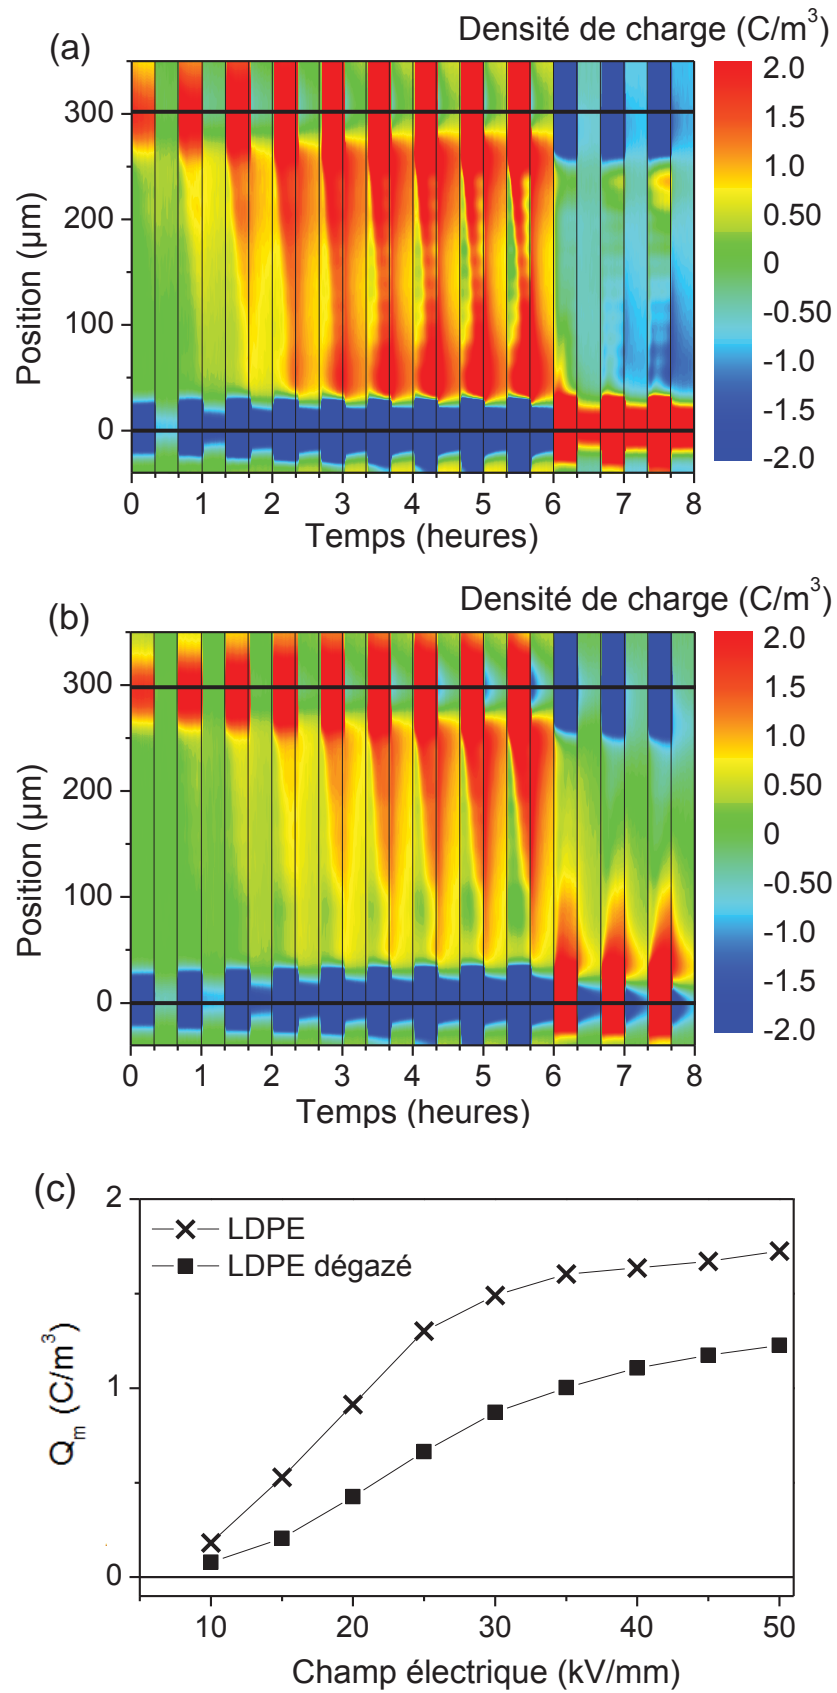 (a)
Densité de charge (C/m³)
300
200
100
0
Position (µm)
2.0
1.0
0.50
0
-0.50
-1.0
-1.5
-2.0
0 1 2 3 4 5 6 7 8
Temps (heures)
(b)
Densité de charge (C/m³)
300
200
100
0
Position (µm)
2.0
1.0
0.50
0
-0.50
-1.0
-1.5
-2.0
0 1 2 3 4 5 6 7 8
Temps (heures)
(c)
2
1
0
Qm (C/m³)
LDPE
LDPE dégazé
10 20 30 40 50
Champ électrique (kV/mm)